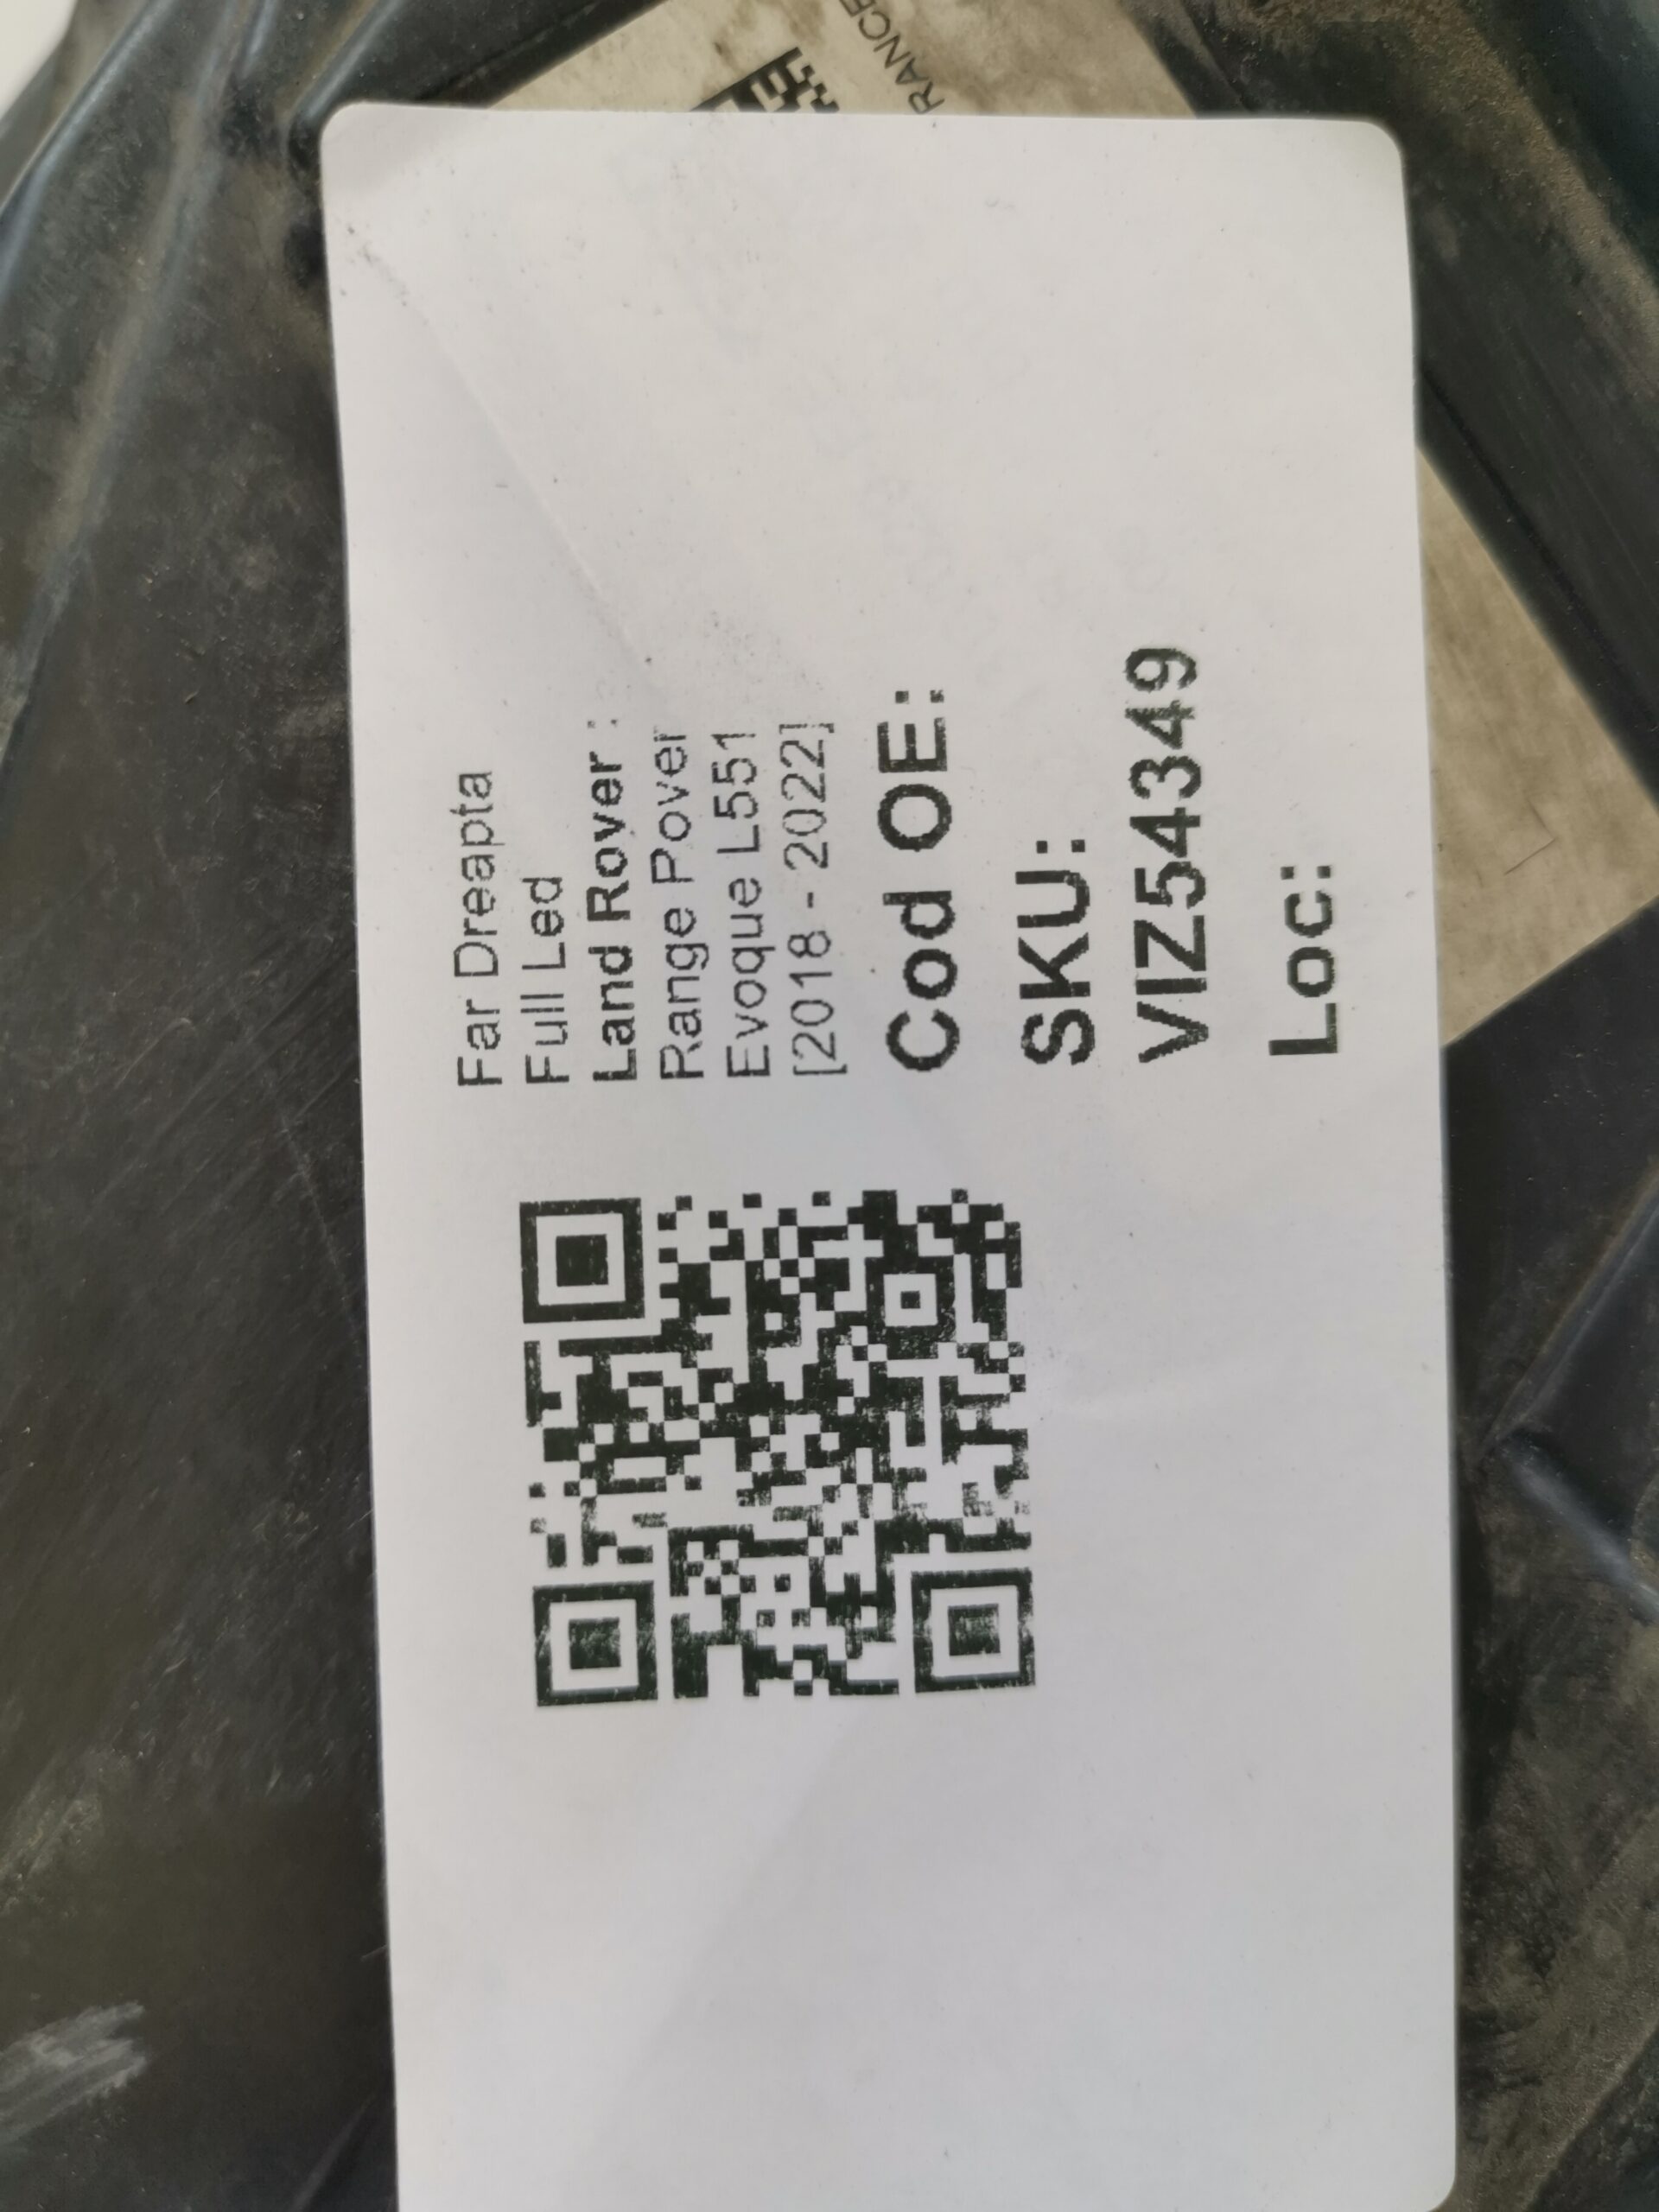 Far Dreapta
Full Led
Land Rover :
Range Pover
Evoque L551
[2018 - 2022]
Cod OE:
SKU:
VIZ54349
Loc: